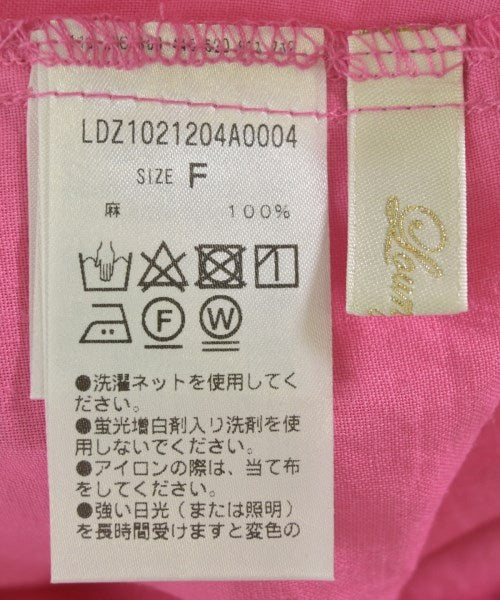 LDZ1021204A0004
SIZE F
麻 100%
F W
●洗濯ネットを使用してく
ださい。
●蛍光増白剤入り洗剤を使
用しないでください。
●アイロンの際は、当て布
をしてください。
●強い日光（または照明）
を長時間受けますと変色の